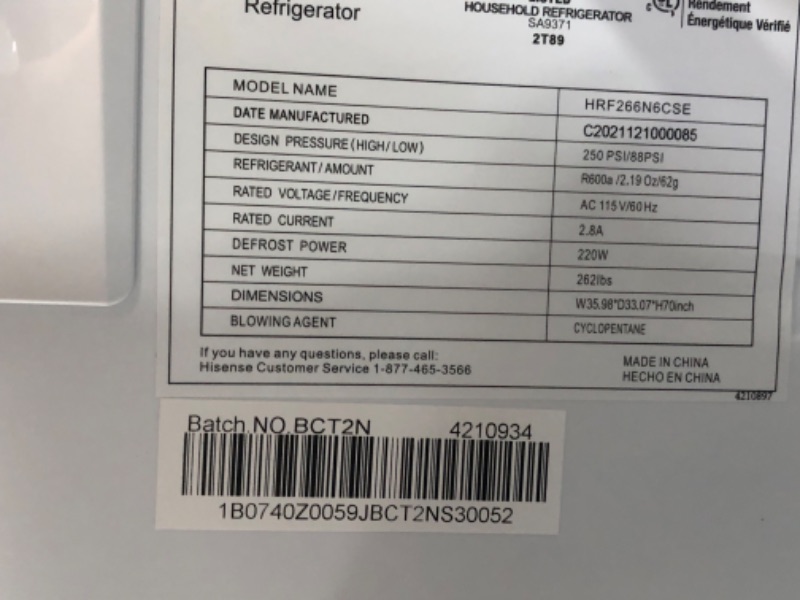 Refrigerator
LISTED
HOUSEHOLD REFRIGERATOR
SA9371
2T89
Rendement
Énergétique Vérifié
MODEL NAME HRF266N6CSE
DATE MANUFACTURED C2021121000085
DESIGN PRESSURE(HIGH/LOW) 250 PSI/88PSI
REFRIGERANT/AMOUNT R600a /2.19 Oz/62g
RATED VOLTAGE/FREQUENCY AC 115V/60Hz
RATED CURRENT 2.8A
DEFROST POWER 220W
NET WEIGHT 262lbs
DIMENSIONS W35.98*D33.07*H70inch
BLOWING AGENT CYCLOPENTANE
If you have any questions, please call:
Hisense Customer Service 1-877-465-3566
MADE IN CHINA
HECHO EN CHINA
4210897
Batch.NO.BCT2N 4210934
1B0740Z0059JBCT2NS30052